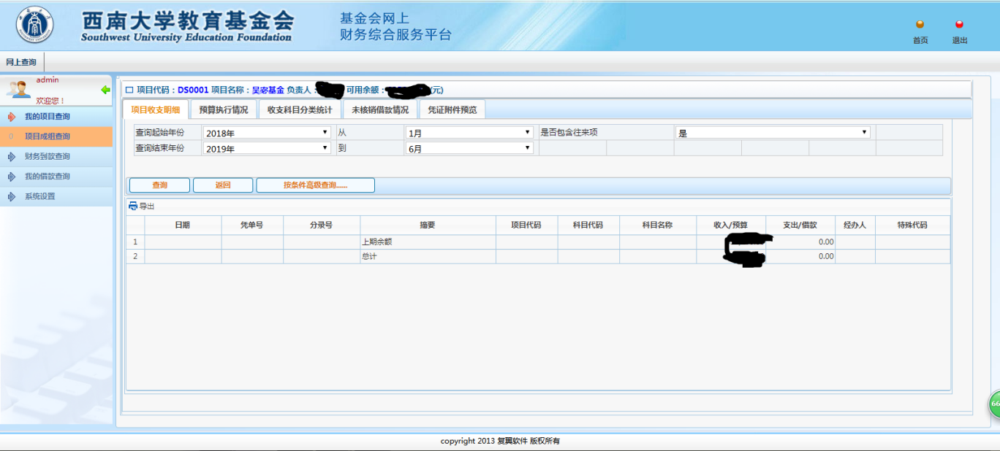 西南大学教育基金会
Southwest University Education Foundation
基金会网上
财务综合服务平台
首页 退出
网上查询
admin
欢迎您！
我的项目查询
项目成组查询
财务到款查询
我的借款查询
系统设置
项目代码：DS0001 项目名称：吴宓基金 负责人： 可用余额： (元)
项目收支明细 预算执行情况 收支科目分类统计 未核销借款情况 凭证附件预览
查询起始年份 2018年 从 1月 是否包含往来项 是
查询结束年份 2019年 到 6月
查询 返回 按条件高级查询......
导出
日期 凭单号 分录号 摘要 项目代码 科目代码 科目名称 收入/预算 支出/借款 经办人 特殊代码
1 上期余额 0.00
2 总计 0.00
66
copyright 2013 复翼软件 版权所有